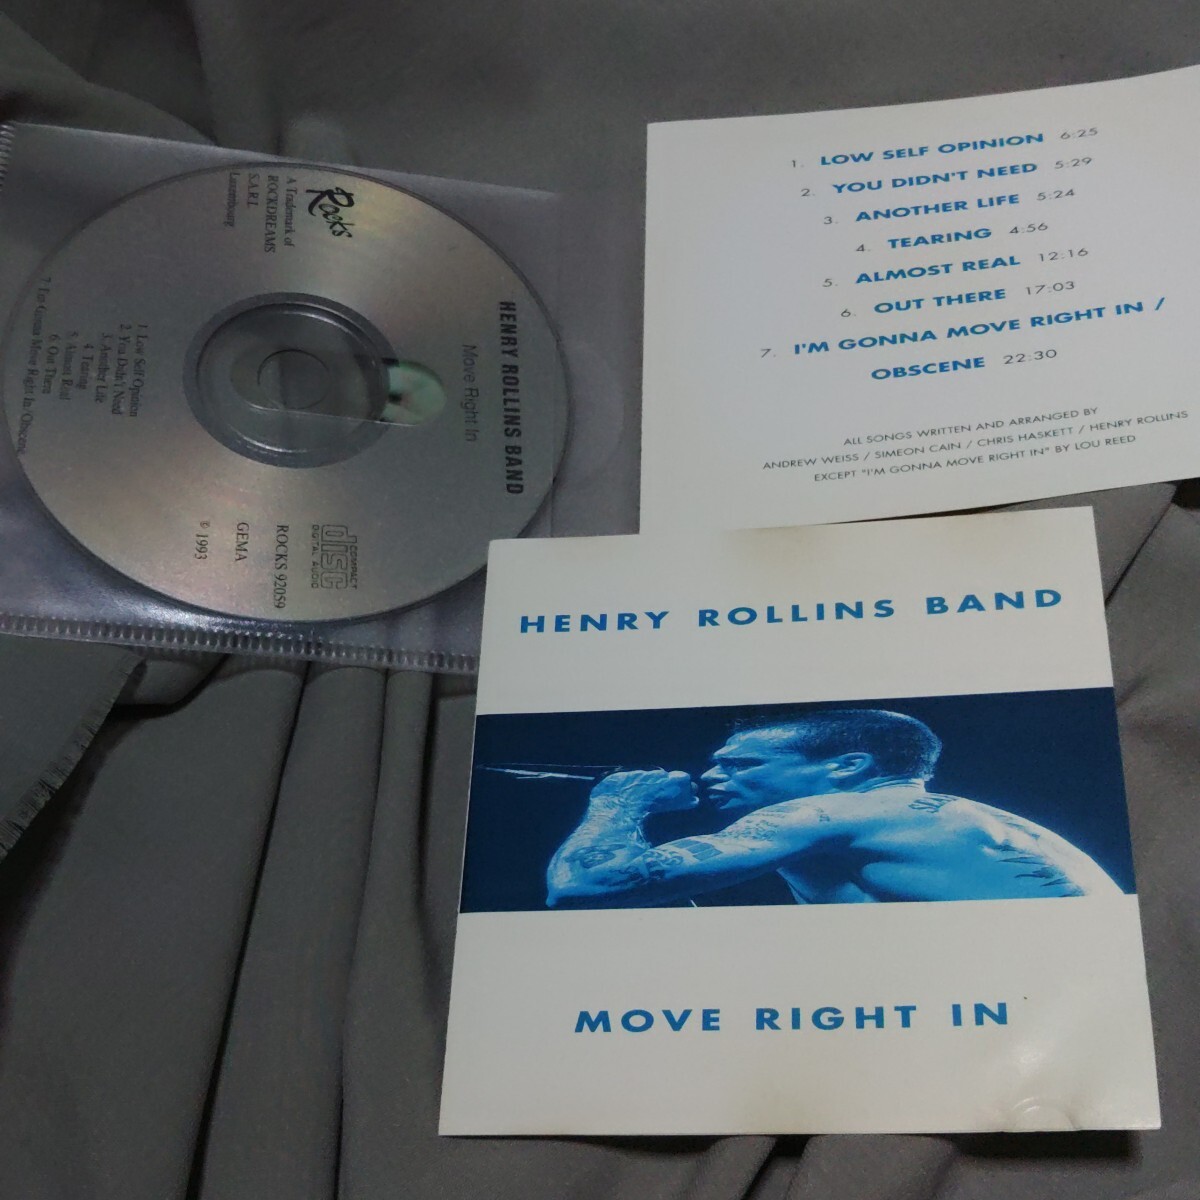 Rocks
A Trademark of
ROCKDREAMS
S.A.R.L.
Luxembourg
HENRY ROLLINS BAND
Move Right In
1. Low Self Opinion
2. You Didn't Need
3. Another Life
4. Tearing
5. Almost Real
6. Out There
7. I'm Gonna Move Right In/Obscene
COMPACT
disc
DIGITAL AUDIO
ROCKS 92059
GEMA
© 1993
1. LOW SELF OPINION 6:25
2. YOU DIDN'T NEED 5:29
3. ANOTHER LIFE 5:24
4. TEARING 4:56
5. ALMOST REAL 12:16
6. OUT THERE 17:03
7. I'M GONNA MOVE RIGHT IN /
OBSCENE 22:30
ALL SONGS WRITTEN AND ARRANGED BY
ANDREW WEISS / SIMEON CAIN / CHRIS HASKETT / HENRY ROLLINS
EXCEPT "I'M GONNA MOVE RIGHT IN" BY LOU REED
HENRY ROLLINS BAND
MOVE RIGHT IN